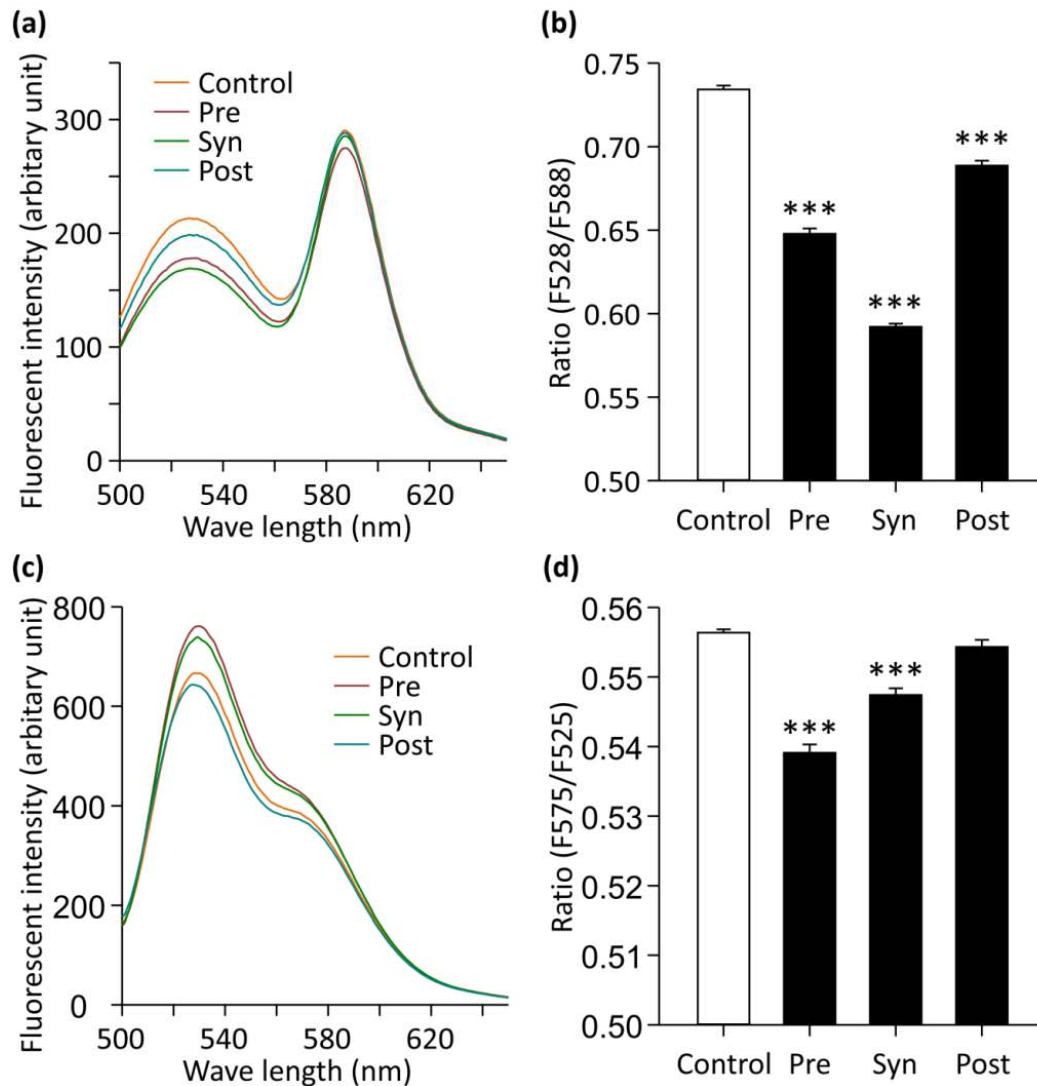 (a)
Fluorescent intensity (arbitary unit)
300
200
100
0
500
540
580
620
Wave length (nm)
Control
Pre
Syn
Post
(b)
Ratio (F528/F588)
0.75
0.70
0.65
0.60
0.55
0.50
***
***
***
Control
Pre
Syn
Post
(c)
Fluorescent intensity (arbitary unit)
800
600
400
200
0
500
540
580
620
Wave length (nm)
Control
Pre
Syn
Post
(d)
Ratio (F575/F525)
0.56
0.55
0.54
0.53
0.52
0.51
0.50
***
***
Control
Pre
Syn
Post